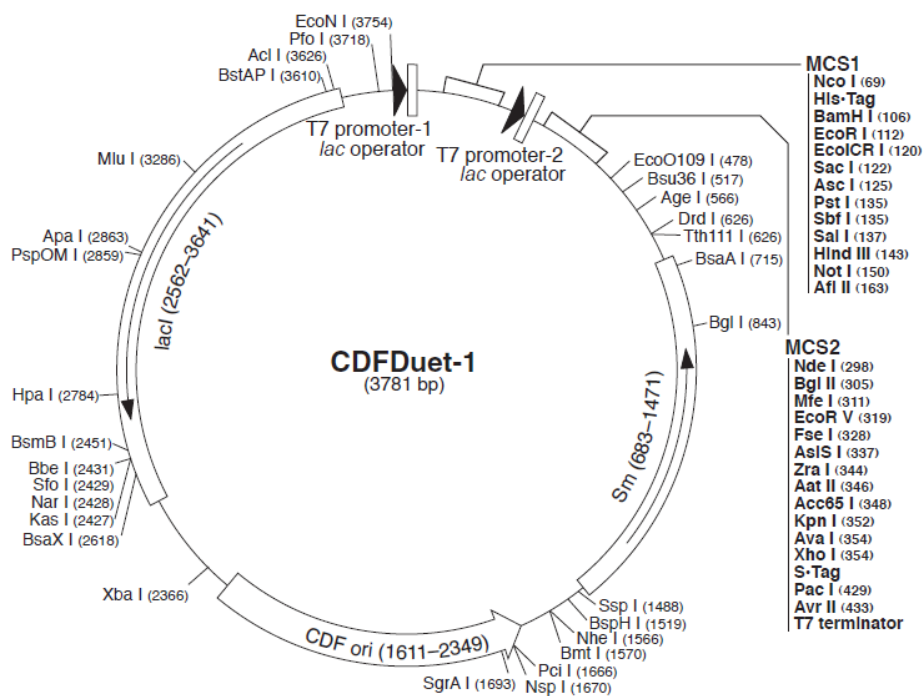 EcoN I (3754)
Pfo I (3718)
AcI I (3626)
BstAP I (3610)
T7 promoter-1
lac operator
T7 promoter-2
lac operator
MluI I (3286)
Apa I (2863)
PspOM I (2859)
lacI (2562–3641)
Hpa I (2784)
BsmB I (2451)
Bbe I (2431)
Sfo I (2429)
Nar I (2428)
Kas I (2427)
BsaX I (2618)
Xba I (2366)
CDF ori (1611–2349)
SgrA I (1693)
Nsp I (1670)
Pci I (1666)
Bmt I (1570)
Nhe I (1566)
BspH I (1519)
Ssp I (1488)
Sm (683–1471)
Bgl I (843)
BsaA I (715)
Tth111 I (626)
Drd I (626)
Age I (566)
Bsu36 I (517)
EcoO109 I (478)
CDFDuet-1
(3781 bp)
MCS1
Nco I (69)
His•Tag
BamH I (106)
EcoR I (112)
EcoICR I (120)
Sac I (122)
Asc I (125)
Pst I (135)
Sbf I (135)
Sal I (137)
Hind III (143)
Not I (150)
Afl II (163)
MCS2
Nde I (298)
Bgl II (305)
Mfe I (311)
EcoR V (319)
Fse I (328)
AsiS I (337)
Zra I (344)
Aat II (346)
Acc65 I (348)
Kpn I (352)
Ava I (354)
Xho I (354)
S•Tag
Pac I (429)
Avr II (433)
T7 terminator